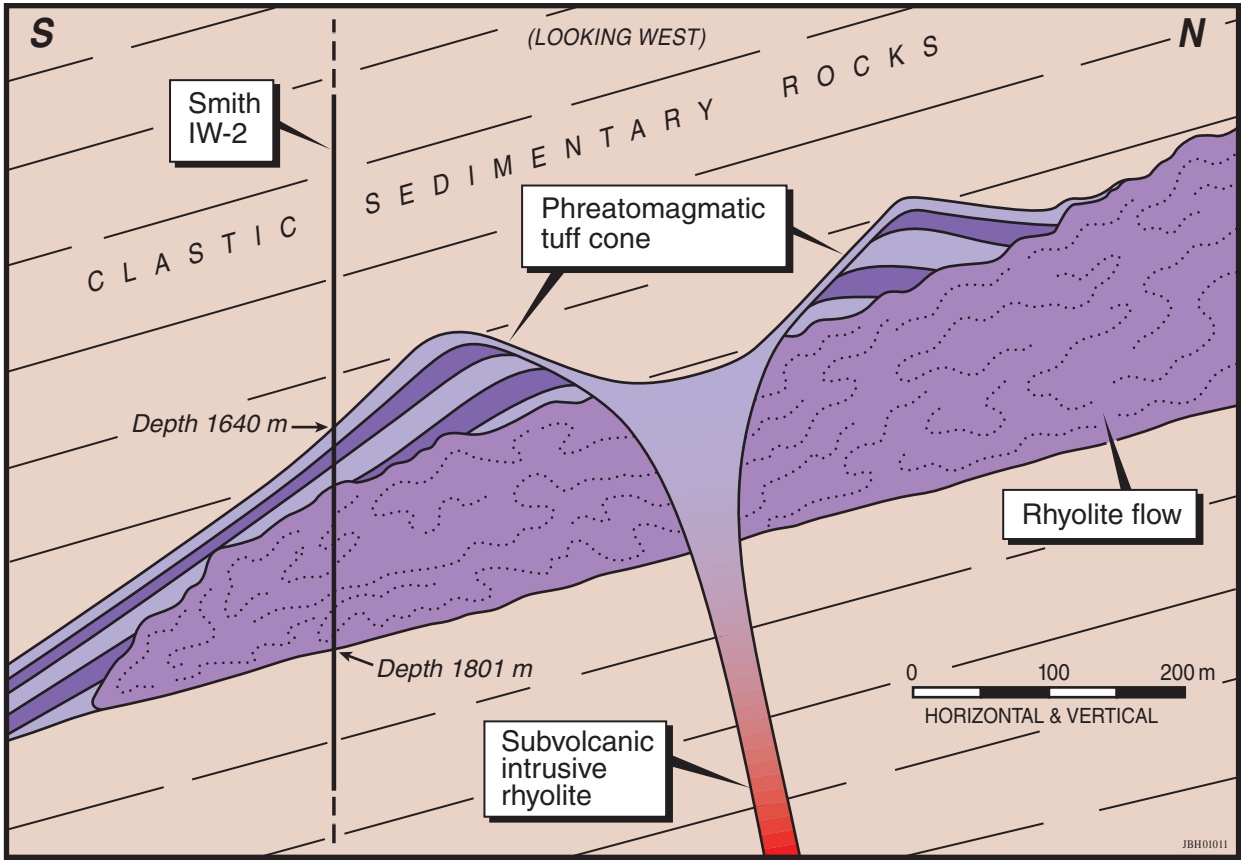 S
(LOOKING WEST)
N
Smith
IW-2
CLASTIC SEDIMENTARY ROCKS
Phreatomagmatic
tuff cone
Depth 1640 m
Rhyolite flow
Depth 1801 m
0 100 200 m
HORIZONTAL & VERTICAL
Subvolcanic
intrusive
rhyolite
JBH01011